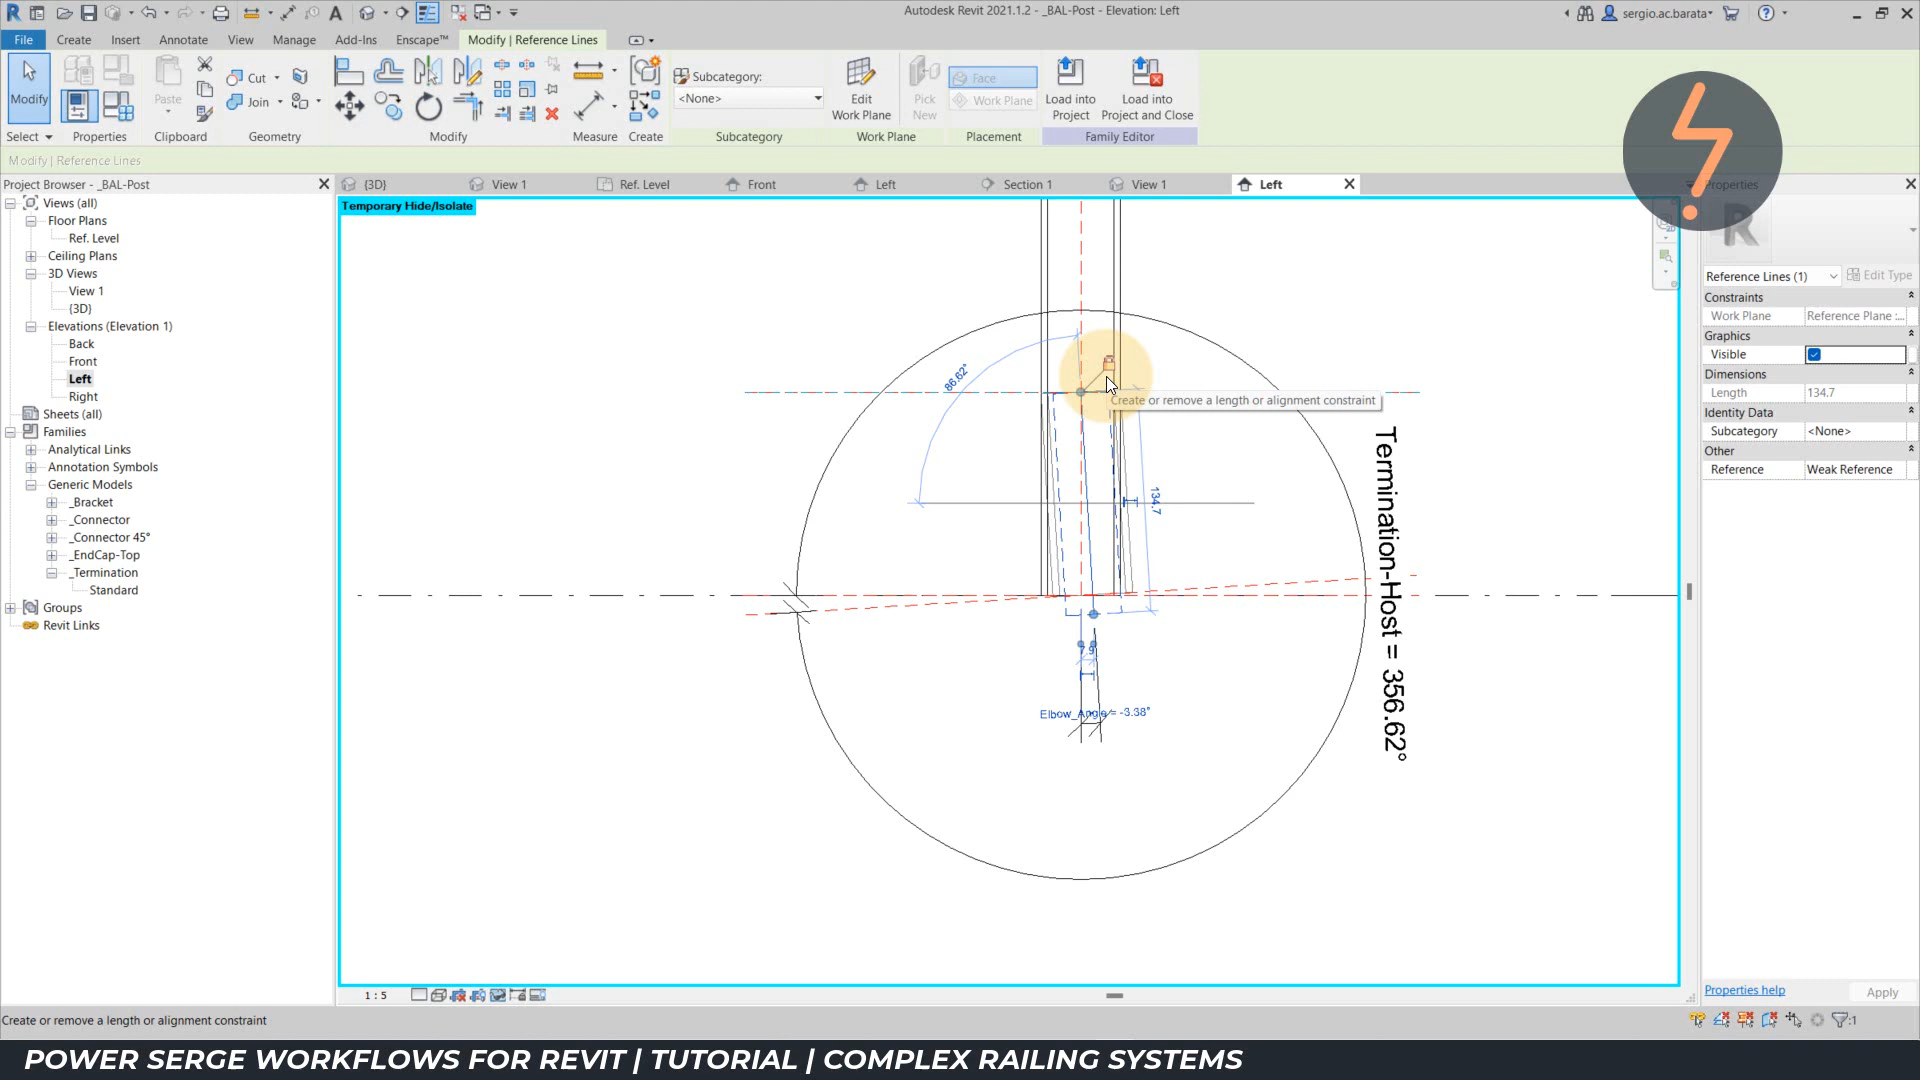 Autodesk Revit 2021.1.2 - _BAL-Post - Elevation: Left
sergio.ac.barata
File
Create
Insert
Annotate
View
Manage
Add-Ins
Enscape™
Modify | Reference Lines
Modify
Paste
Cut
Join
Subcategory:
<None>
Edit
Work Plane
Pick
New
Face
Work Plane
Load into
Project
Load into
Project and Close
Select
Properties
Clipboard
Geometry
Modify
Measure
Create
Subcategory
Work Plane
Placement
Family Editor
Modify | Reference Lines
Project Browser - _BAL-Post
{3D}
View 1
Ref. Level
Front
Left
Section 1
View 1
Left
Properties
Temporary Hide/Isolate
Views (all)
Floor Plans
Ref. Level
Ceiling Plans
3D Views
View 1
{3D}
Elevations (Elevation 1)
Back
Front
Left
Right
Sheets (all)
Families
Analytical Links
Annotation Symbols
Generic Models
_Bracket
_Connector
_Connector 45°
_EndCap-Top
_Termination
Standard
Groups
Revit Links
86.62°
Create or remove a length or alignment constraint
134.7
7.9
Elbow_Angle = -3.38°
Termination-Host = 356.62°
Reference Lines (1)
Edit Type
Constraints
Work Plane
Reference Plane :...
Graphics
Visible
Dimensions
Length
134.7
Identity Data
Subcategory
<None>
Other
Reference
Weak Reference
Properties help
Apply
1 : 5
Create or remove a length or alignment constraint
:1
POWER SERGE WORKFLOWS FOR REVIT | TUTORIAL | COMPLEX RAILING SYSTEMS